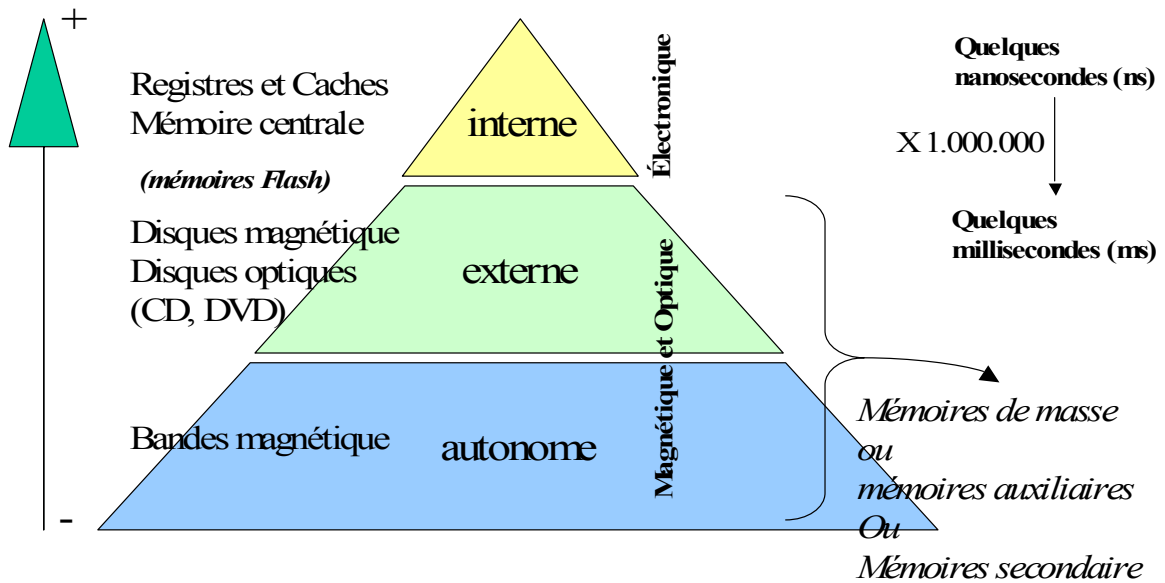 +
Registres et Caches
Mémoire centrale
(mémoires Flash)
Disques magnétique
Disques optiques
(CD, DVD)
Bandes magnétique
-
interne
externe
autonome
Électronique
Magnétique et Optique
Quelques
nanosecondes (ns)
X 1.000.000
Quelques
millisecondes (ms)
Mémoires de masse
ou
mémoires auxiliaires
Ou
Mémoires secondaire